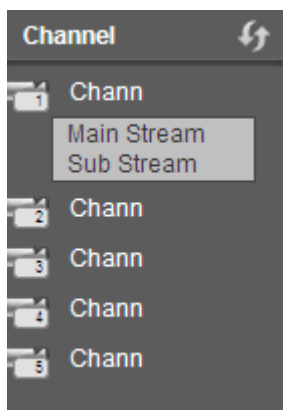 Channel
1 Chann
Main Stream
Sub Stream
2 Chann
3 Chann
4 Chann
5 Chann